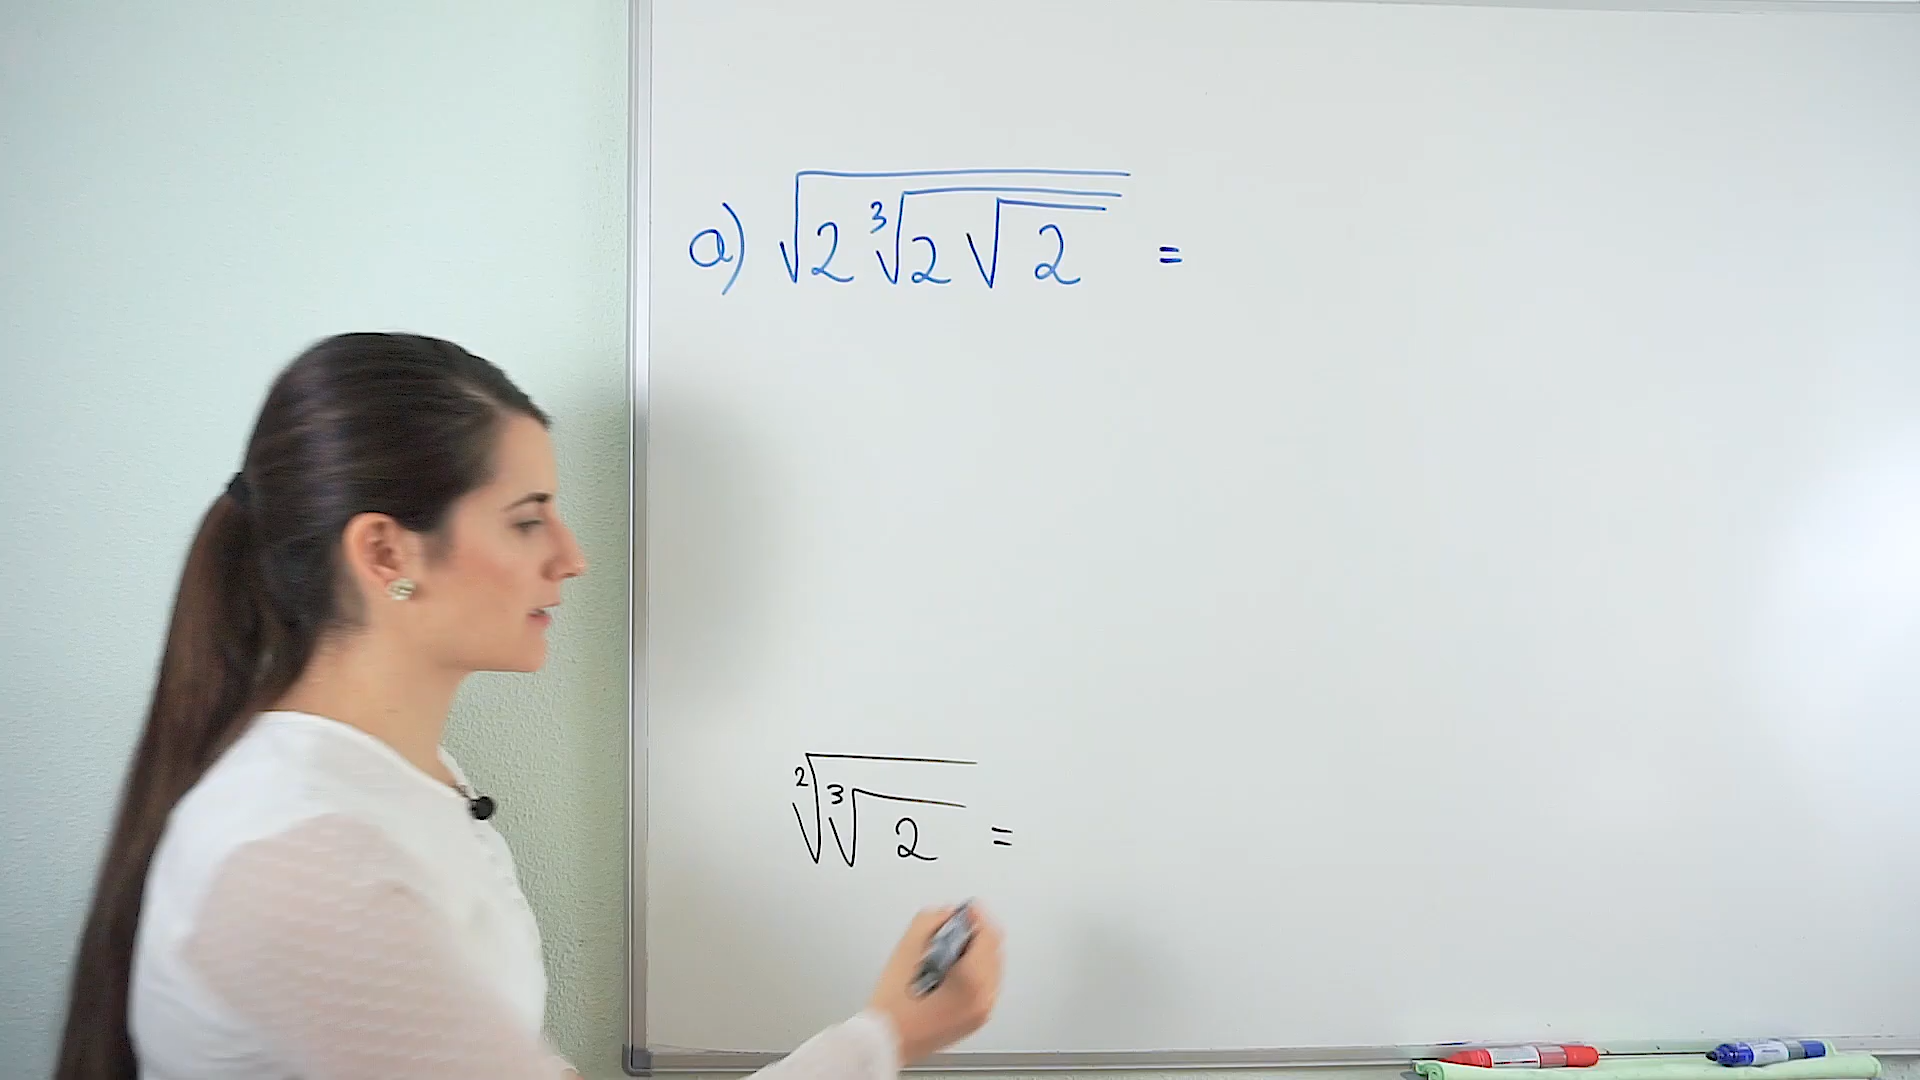 a) √(2 ³√(2 √2)) =
²√(³√2) =